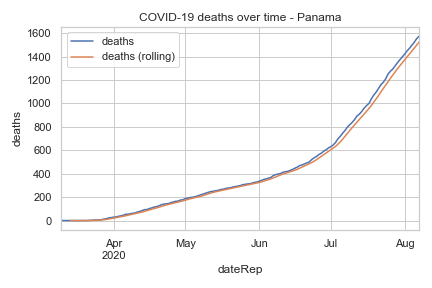 COVID-19 deaths over time - Panama
deaths
deaths (rolling)
1600
1400
1200
1000
800
600
400
200
0
deaths
Apr
2020
May
Jun
Jul
Aug
dateRep